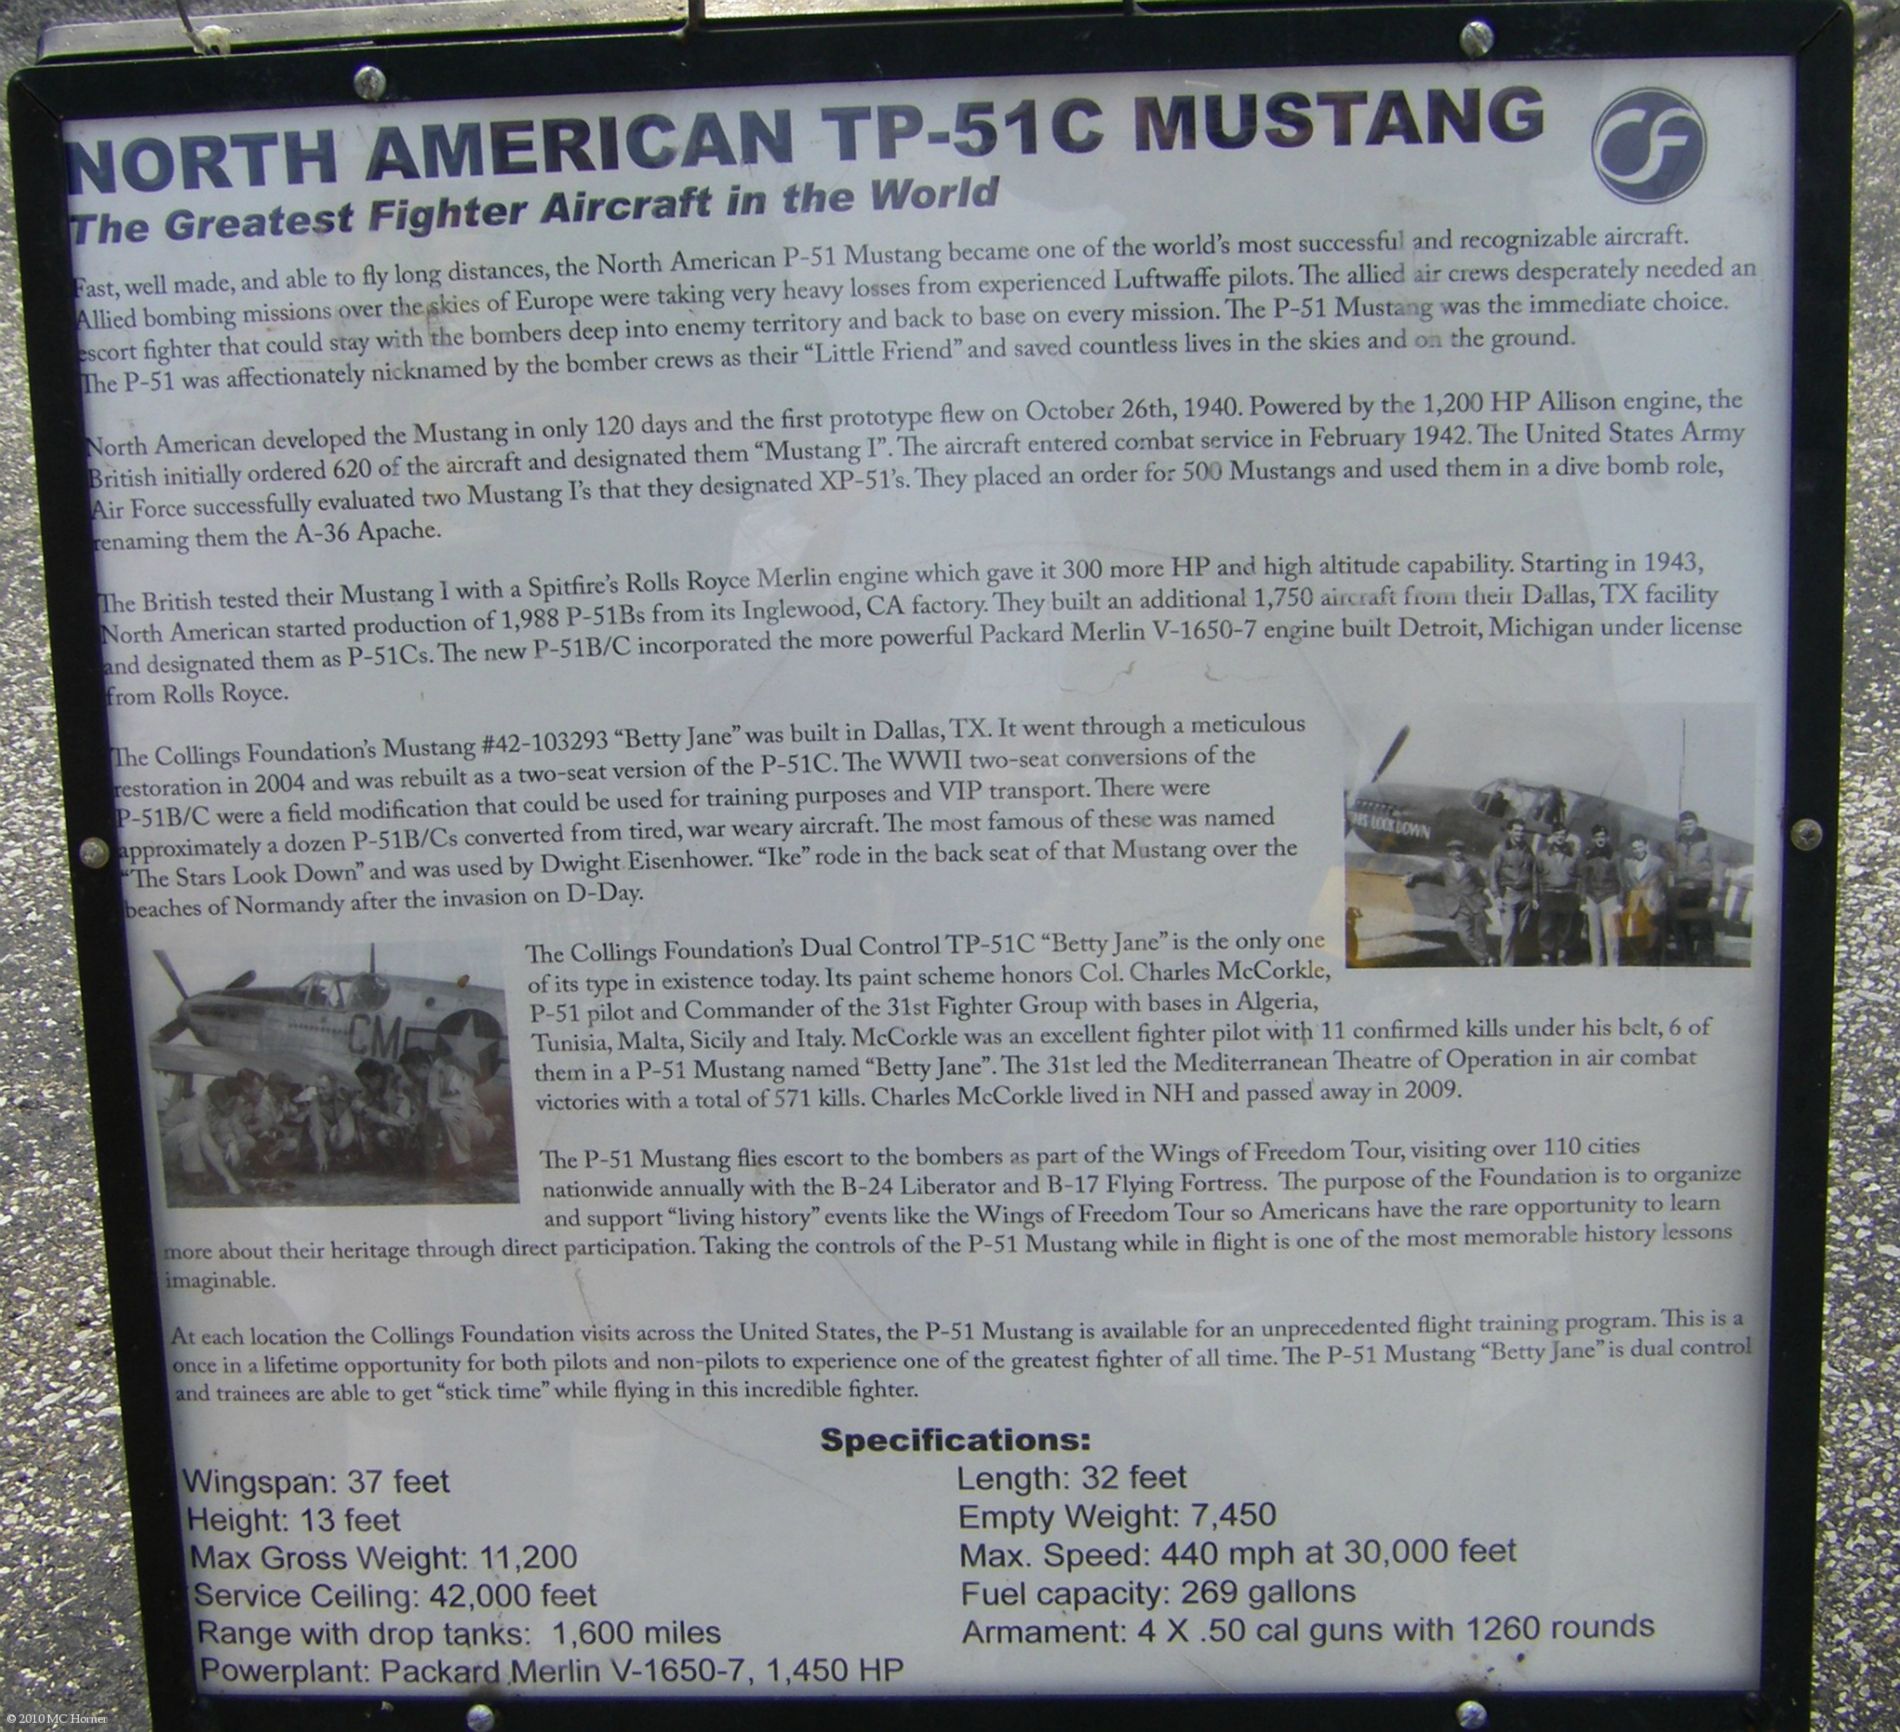 NORTH AMERICAN TP-51C MUSTANG
CF
The Greatest Fighter Aircraft in the World
Fast, well made, and able to fly long distances, the North American P-51 Mustang became one of the world's most successful and recognizable aircraft.
Allied bombing missions over the skies of Europe were taking very heavy losses from experienced Luftwaffe pilots. The allied air crews desperately needed an
escort fighter that could stay with the bombers deep into enemy territory and back to base on every mission. The P-51 Mustang was the immediate choice.
The P-51 was affectionately nicknamed by the bomber crews as their “Little Friend” and saved countless lives in the skies and on the ground.
North American developed the Mustang in only 120 days and the first prototype flew on October 26th, 1940. Powered by the 1,200 HP Allison engine, the
British initially ordered 620 of the aircraft and designated them “Mustang I”. The aircraft entered combat service in February 1942. The United States Army
Air Force successfully evaluated two Mustang I's that they designated XP-51's. They placed an order for 500 Mustangs and used them in a dive bomb role,
renaming them the A-36 Apache.
The British tested their Mustang I with a Spitfire's Rolls Royce Merlin engine which gave it 300 more HP and high altitude capability. Starting in 1943,
North American started production of 1,988 P-51Bs from its Inglewood, CA factory. They built an additional 1,750 aircraft from their Dallas, TX facility
and designated them as P-51Cs. The new P-51B/C incorporated the more powerful Packard Merlin V-1650-7 engine built Detroit, Michigan under license
from Rolls Royce.
The Collings Foundation's Mustang #42-103293 “Betty Jane” was built in Dallas, TX. It went through a meticulous
restoration in 2004 and was rebuilt as a two-seat version of the P-51C. The WWII two-seat conversions of the
P-51B/C were a field modification that could be used for training purposes and VIP transport. There were
approximately a dozen P-51B/Cs converted from tired, war weary aircraft. The most famous of these was named
“The Stars Look Down” and was used by Dwight Eisenhower. “Ike” rode in the back seat of that Mustang over the
beaches of Normandy after the invasion on D-Day.
LOOK DOWN
CM
The Collings Foundation's Dual Control TP-51C “Betty Jane” is the only one
of its type in existence today. Its paint scheme honors Col. Charles McCorkle,
P-51 pilot and Commander of the 31st Fighter Group with bases in Algeria,
Tunisia, Malta, Sicily and Italy. McCorkle was an excellent fighter pilot with 11 confirmed kills under his belt, 6 of
them in a P-51 Mustang named “Betty Jane”. The 31st led the Mediterranean Theatre of Operation in air combat
victories with a total of 571 kills. Charles McCorkle lived in NH and passed away in 2009.
The P-51 Mustang flies escort to the bombers as part of the Wings of Freedom Tour, visiting over 110 cities
nationwide annually with the B-24 Liberator and B-17 Flying Fortress. The purpose of the Foundation is to organize
and support “living history” events like the Wings of Freedom Tour so Americans have the rare opportunity to learn
more about their heritage through direct participation. Taking the controls of the P-51 Mustang while in flight is one of the most memorable history lessons
imaginable.
At each location the Collings Foundation visits across the United States, the P-51 Mustang is available for an unprecedented flight training program. This is a
once in a lifetime opportunity for both pilots and non-pilots to experience one of the greatest fighter of all time. The P-51 Mustang “Betty Jane” is dual control
and trainees are able to get “stick time” while flying in this incredible fighter.
Specifications:
Wingspan: 37 feet
Height: 13 feet
Max Gross Weight: 11,200
Service Ceiling: 42,000 feet
Range with drop tanks: 1,600 miles
Powerplant: Packard Merlin V-1650-7, 1,450 HP
Length: 32 feet
Empty Weight: 7,450
Max. Speed: 440 mph at 30,000 feet
Fuel capacity: 269 gallons
Armament: 4 X .50 cal guns with 1260 rounds
© 2010 MC Horner